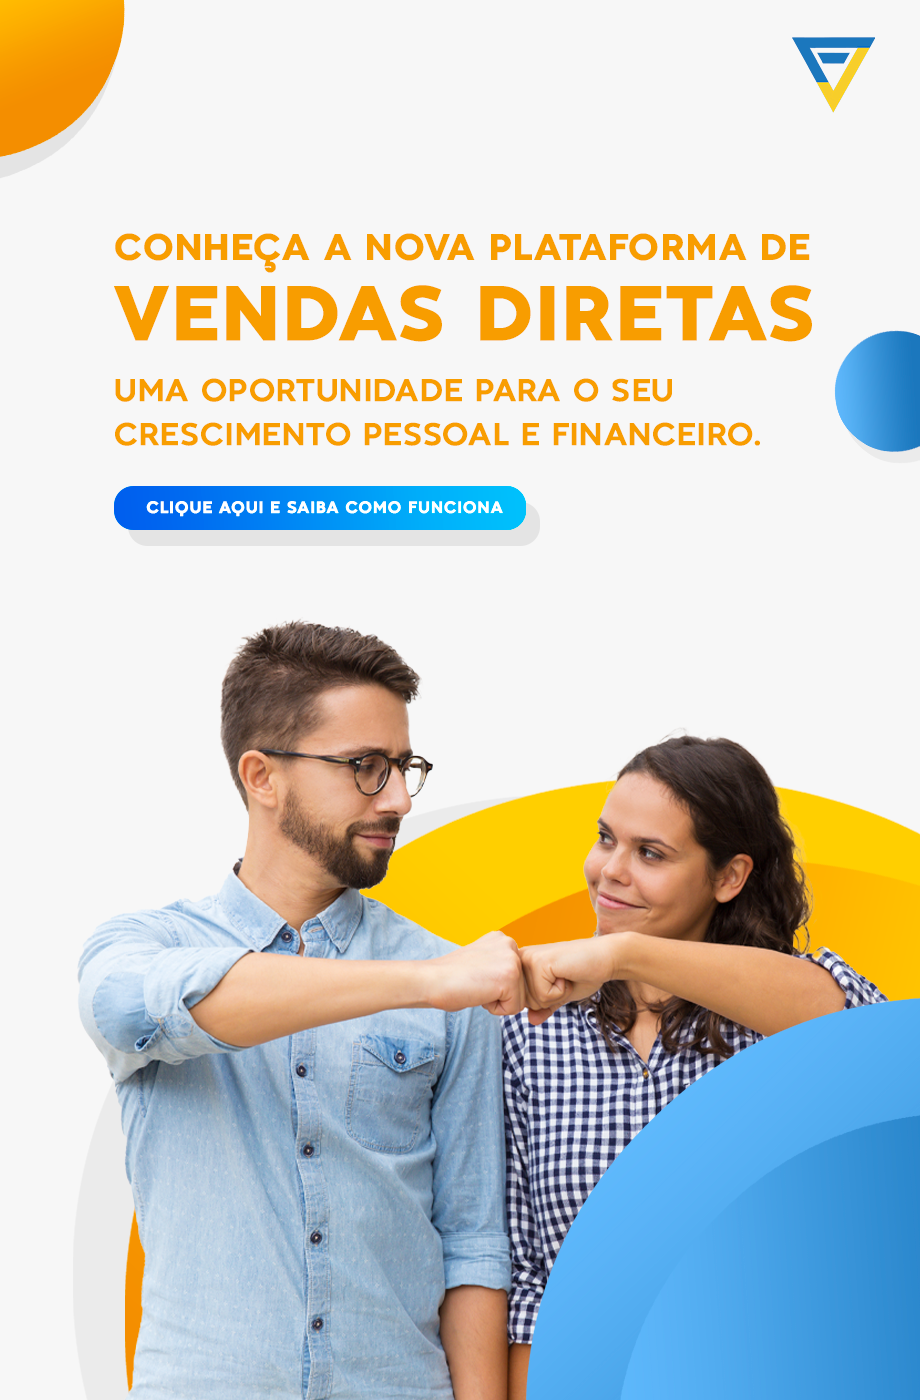 CONHEÇA A NOVA PLATAFORMA DE
VENDAS DIRETAS
UMA OPORTUNIDADE PARA O SEU
CRESCIMENTO PESSOAL E FINANCEIRO.
CLIQUE AQUI E SAIBA COMO FUNCIONA